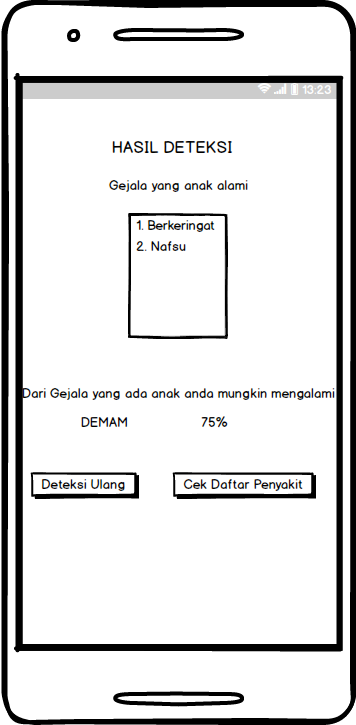 13:23
HASIL DETEKSI
Gejala yang anak alami
1. Berkeringat
2. Nafsu
Dari Gejala yang ada anak anda mungkin mengalami
DEMAM 75%
Deteksi Ulang Cek Daftar Penyakit